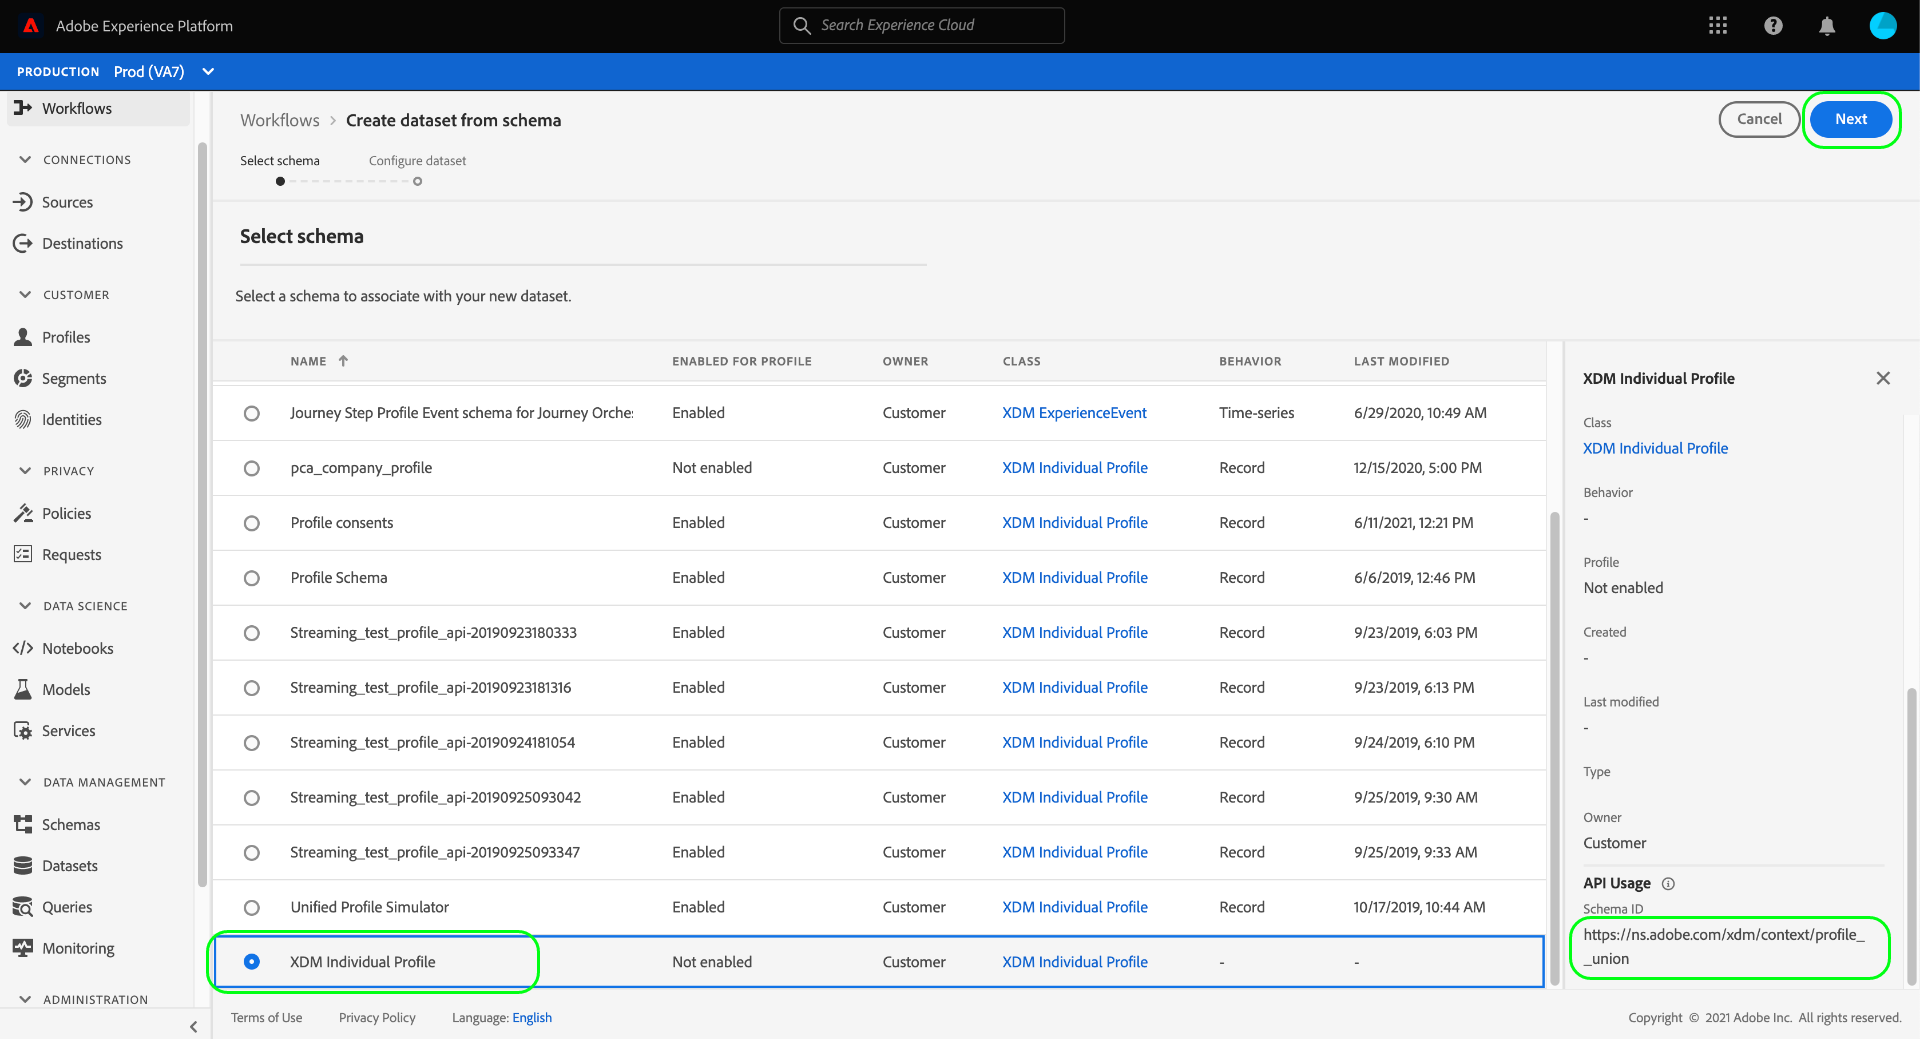 Adobe Experience Platform
Search Experience Cloud
PRODUCTION Prod (VA7)
Workflows
CONNECTIONS
Sources
Destinations
CUSTOMER
Profiles
Segments
Identities
PRIVACY
Policies
Requests
DATA SCIENCE
Notebooks
Models
Services
DATA MANAGEMENT
Schemas
Datasets
Queries
Monitoring
ADMINISTRATION
Workflows > Create dataset from schema
Cancel
Next
Select schema
Configure dataset
Select schema
Select a schema to associate with your new dataset.
NAME ENABLED FOR PROFILE OWNER CLASS BEHAVIOR LAST MODIFIED
Journey Step Profile Event schema for Journey Orche Enabled Customer XDM ExperienceEvent Time-series 6/29/2020, 10:49 AM
pca_company_profile Not enabled Customer XDM Individual Profile Record 12/15/2020, 5:00 PM
Profile consents Enabled Customer XDM Individual Profile Record 6/11/2021, 12:21 PM
Profile Schema Enabled Customer XDM Individual Profile Record 6/6/2019, 12:46 PM
Streaming_test_profile_api-20190923180333 Enabled Customer XDM Individual Profile Record 9/23/2019, 6:03 PM
Streaming_test_profile_api-20190923181316 Enabled Customer XDM Individual Profile Record 9/23/2019, 6:13 PM
Streaming_test_profile_api-20190924181054 Enabled Customer XDM Individual Profile Record 9/24/2019, 6:10 PM
Streaming_test_profile_api-20190925093042 Enabled Customer XDM Individual Profile Record 9/25/2019, 9:30 AM
Streaming_test_profile_api-20190925093347 Enabled Customer XDM Individual Profile Record 9/25/2019, 9:33 AM
Unified Profile Simulator Enabled Customer XDM Individual Profile Record 10/17/2019, 10:44 AM
XDM Individual Profile Not enabled Customer XDM Individual Profile - -
XDM Individual Profile
Class
XDM Individual Profile
Behavior
-
Profile
Not enabled
Created
-
Last modified
-
Type
Owner
Customer
API Usage
Schema ID
https://ns.adobe.com/xdm/context/profile_
_union
Terms of Use Privacy Policy Language: English
Copyright © 2021 Adobe Inc. All rights reserved.